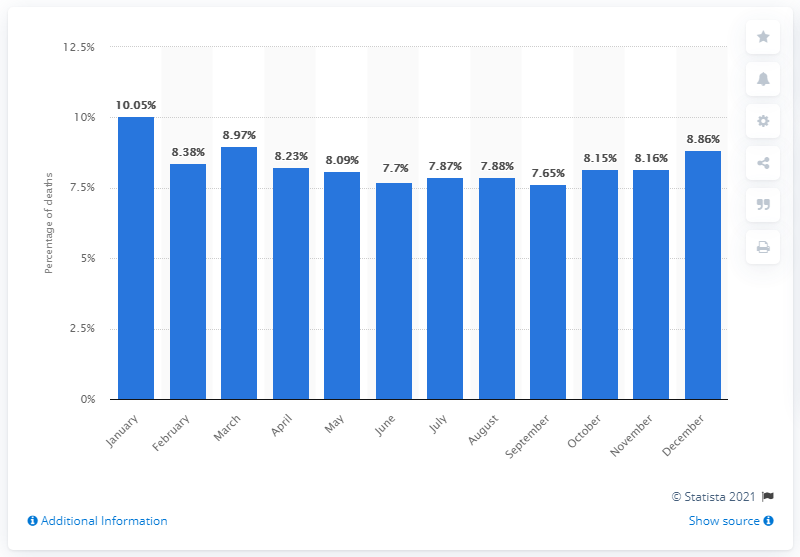 12.5%
10%
7.5%
5%
2.5%
0%
Percentage of deaths
10.05%
8.38%
8.97%
8.23%
8.09%
7.7%
7.87%
7.88%
7.65%
8.15%
8.16%
8.86%
January
February
March
April
May
June
July
August
September
October
November
December
© Statista 2021
Additional Information
Show source